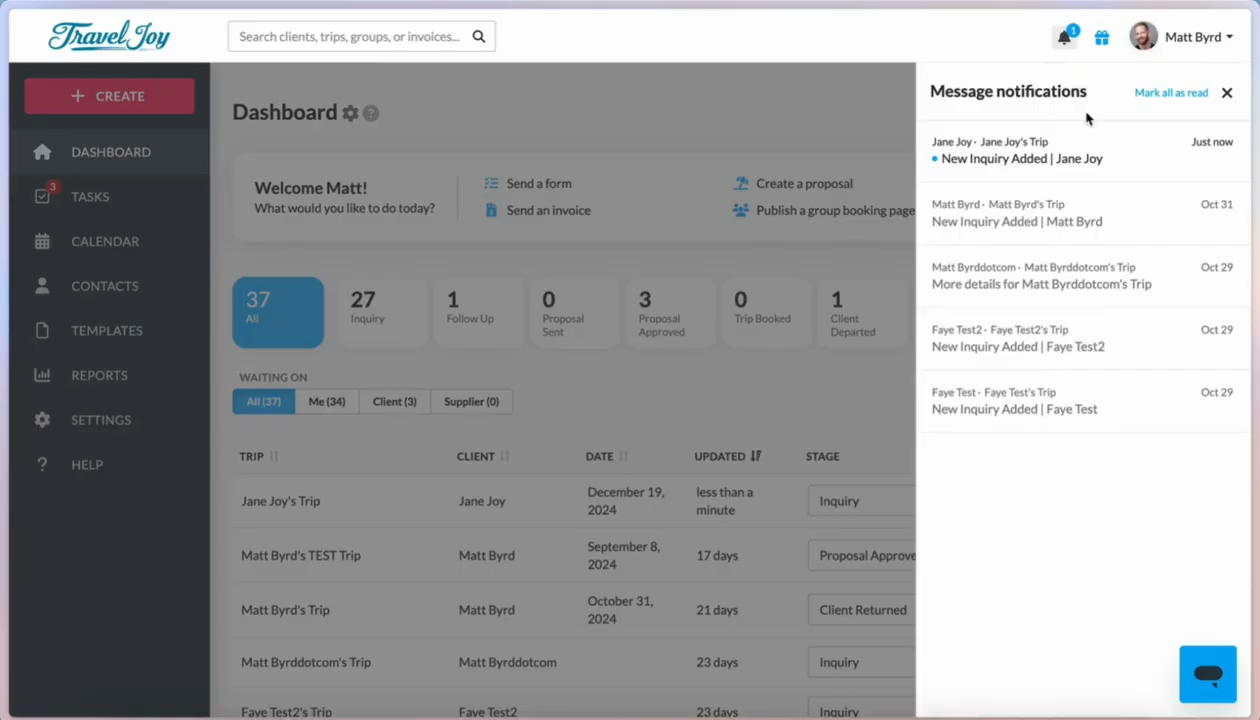 Travel Joy
Search clients, trips, groups, or invoices...
1
Matt Byrd
+ CREATE
DASHBOARD
3
TASKS
CALENDAR
CONTACTS
TEMPLATES
REPORTS
SETTINGS
? HELP
Dashboard ?
Welcome Matt!
What would you like to do today?
Send a form
Send an invoice
Create a proposal
Publish a group booking page
37
All
27
Inquiry
1
Follow Up
0
Proposal
Sent
3
Proposal
Approved
0
Trip Booked
1
Client
Departed
WAITING ON
All (37) Me (34) Client (3) Supplier (0)
TRIP CLIENT DATE UPDATED STAGE
Jane Joy's Trip Jane Joy December 19, 2024 less than a minute Inquiry
Matt Byrd's TEST Trip Matt Byrd September 8, 2024 17 days Proposal Approve
Matt Byrd's Trip Matt Byrd October 31, 2024 21 days Client Returned
Matt Byrddotcom's Trip Matt Byrddotcom 23 days Inquiry
Faye Test2's Trip Faye Test2 23 days Inquiry
Message notifications Mark all as read
Jane Joy · Jane Joy's Trip Just now
New Inquiry Added | Jane Joy
Matt Byrd · Matt Byrd's Trip Oct 31
New Inquiry Added | Matt Byrd
Matt Byrddotcom · Matt Byrddotcom's Trip Oct 29
More details for Matt Byrddotcom's Trip
Faye Test2 · Faye Test2's Trip Oct 29
New Inquiry Added | Faye Test2
Faye Test · Faye Test's Trip Oct 29
New Inquiry Added | Faye Test